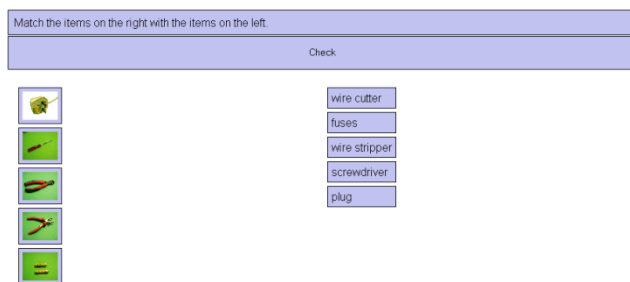 Match the items on the right with the items on the left.
Check
wire cutter
fuses
wire stripper
screwdriver
plug